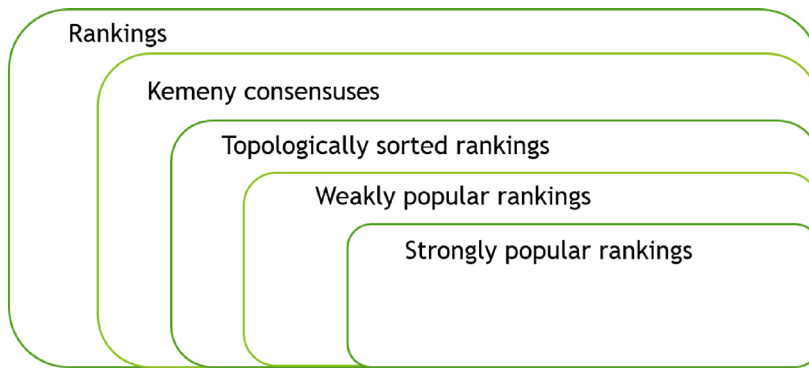 Rankings
Kemeny consensuses
Topologically sorted rankings
Weakly popular rankings
Strongly popular rankings